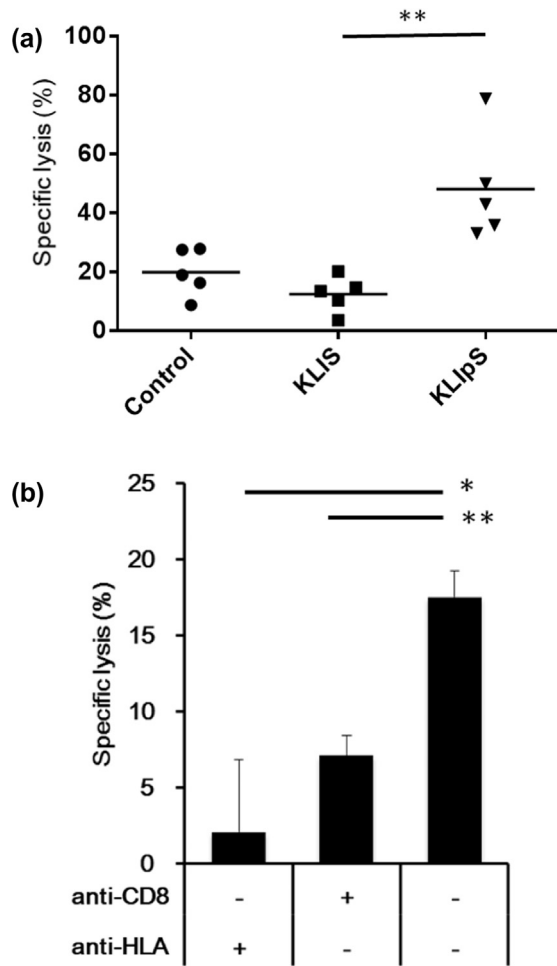 (a)
**
100
80
60
40
20
0
Specific lysis (%)
Control
KLIS
KLIpS
(b)
25
20
15
10
5
0
Specific lysis (%)
*
**
anti-CD8 - + -
anti-HLA + - -